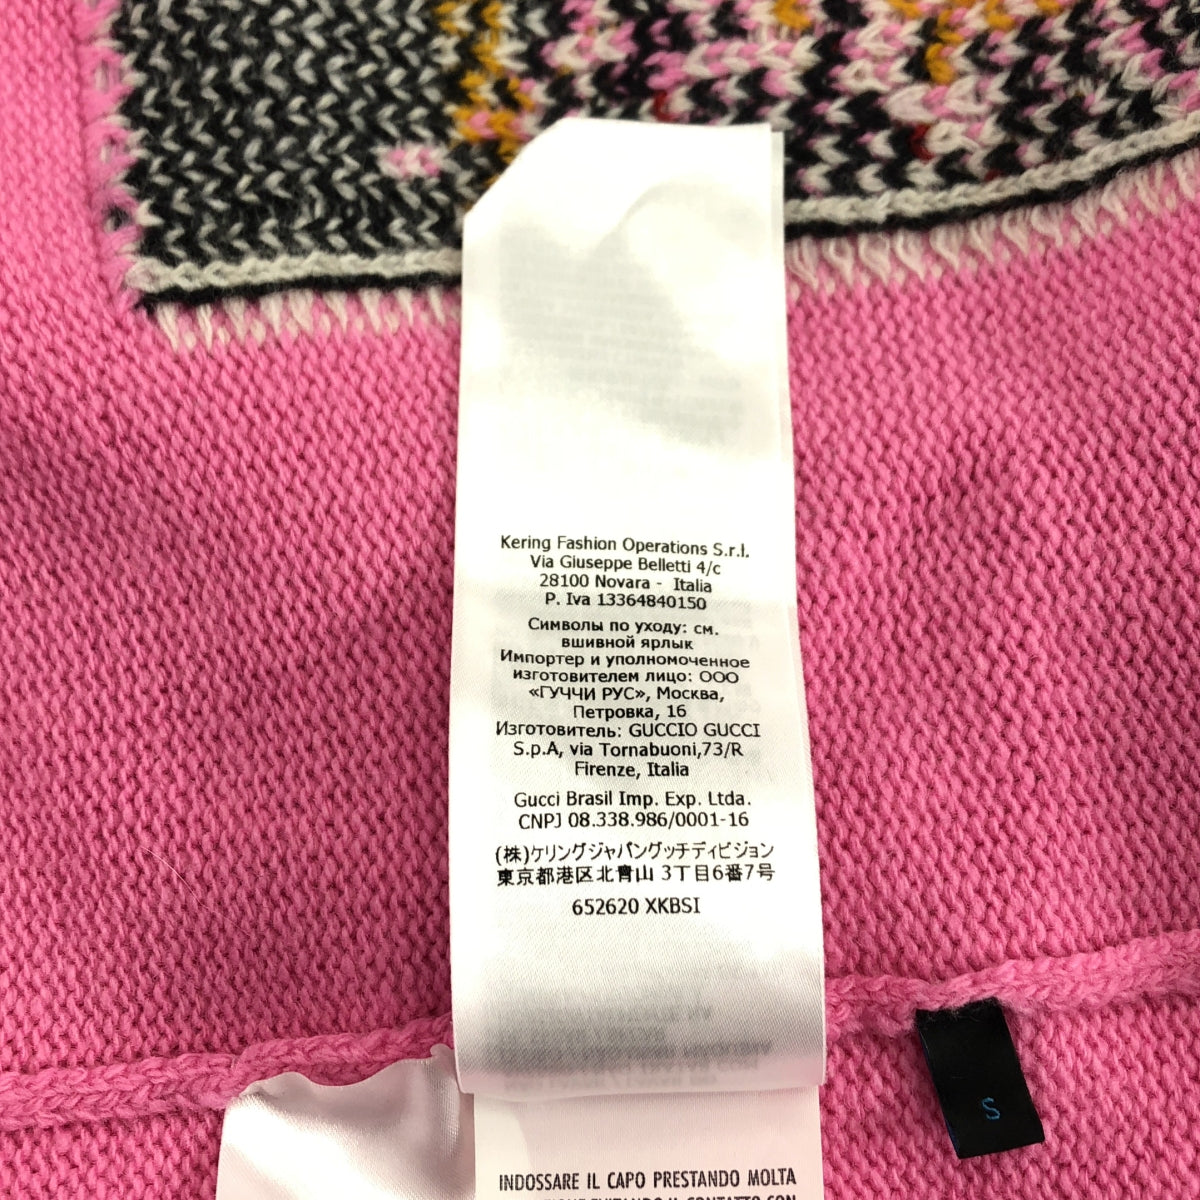 Kering Fashion Operations S.r.l.
Via Giuseppe Belletti 4/c
28100 Novara - Italia
P. Iva 13364840150
Символы по уходу: см.
вшивной ярлык
Импортер и уполномоченное
изготовителем лицо: ООО
«ГУЧЧИ РУС», Москва,
Петровка, 16
Изготовитель: GUCCIO GUCCI
S.p.A, via Tornabuoni,73/R
Firenze, Italia
Gucci Brasil Imp. Exp. Ltda.
CNPJ 08.338.986/0001-16
(株)ケリングジャパングッチディビジョン
東京都港区北青山 3丁目6番7号
652620 XKBSI
S
INDOSSARE IL CAPO PRESTANDO MOLTA
EVITANDO IL CONTATTO CON